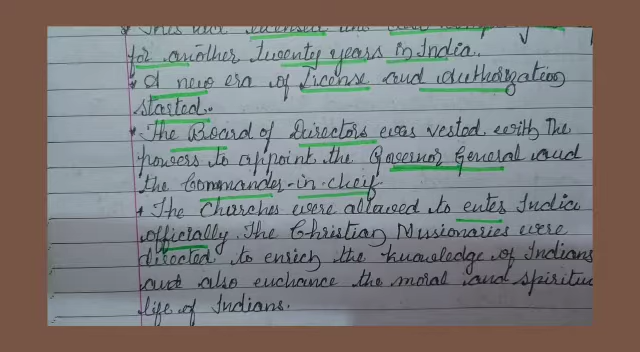 for another twenty years in India.
• A new era of License and authorization
started.
• The Board of Directors was vested with the
powers to appoint the Governor General and
the Commander-in-cheif
• The Churches were allowed to enter India
officially. The Christian Missionaries were
directed to enrich the knowledge of Indians
and also enchance the moral and spiritu
life of Indians.